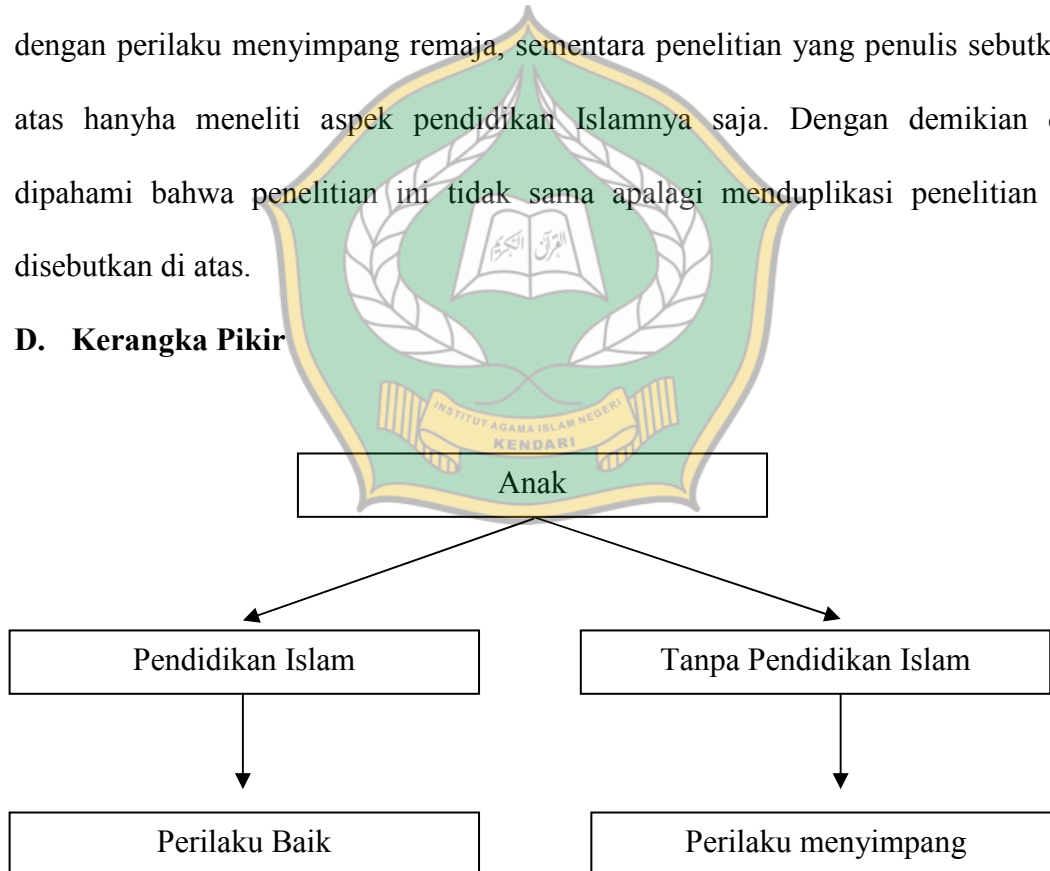 dengan perilaku menyimpang remaja, sementara penelitian yang penulis sebutk
atas hanyha meneliti aspek pendidikan Islamnya saja. Dengan demikian
dipahami bahwa penelitian ini tidak sama apalagi menduplikasi penelitian
disebutkan di atas.
D. Kerangka Pikir
القرآن الكريم
INSTITUT AGAMA ISLAM NEGERI
KENDARI
Anak
Pendidikan Islam Tanpa Pendidikan Islam
Perilaku Baik Perilaku menyimpang